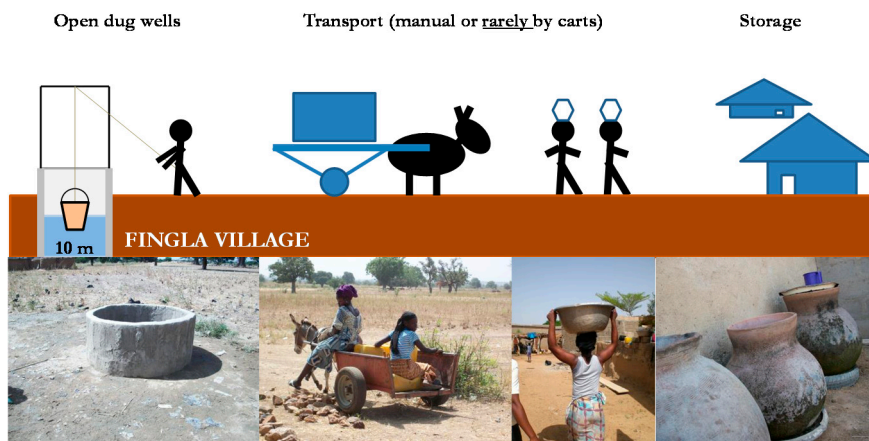 Open dug wells
Transport (manual or rarely by carts)
Storage
10 m
FINGLA VILLAGE